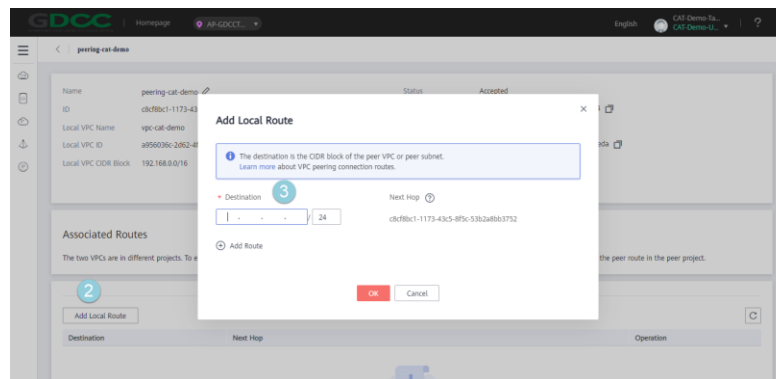 GDCC
Homepage
AP-GDCCT...
English
CAT-Demo-Ta...
CAT-Demo-U...
?
< peering-cat-demo
Name peering-cat-demo Status Accepted
ID c8cf8bc1-1173-43
Local VPC Name vpc-cat-demo
Local VPC ID eda
Local VPC CIDR Block 192.168.0.0/16
Add Local Route
The destination is the CIDR block of the peer VPC or peer subnet.
Learn more about VPC peering connection routes.
* Destination 3 Next Hop ?
. . . / 24 c8cf8bc1-1173-43c5-8f5c-53b2a8bb3752
Add Route
OK Cancel
Associated Routes
The two VPCs are in different projects. To e
the peer route in the peer project.
2
Add Local Route
Destination Next Hop Operation